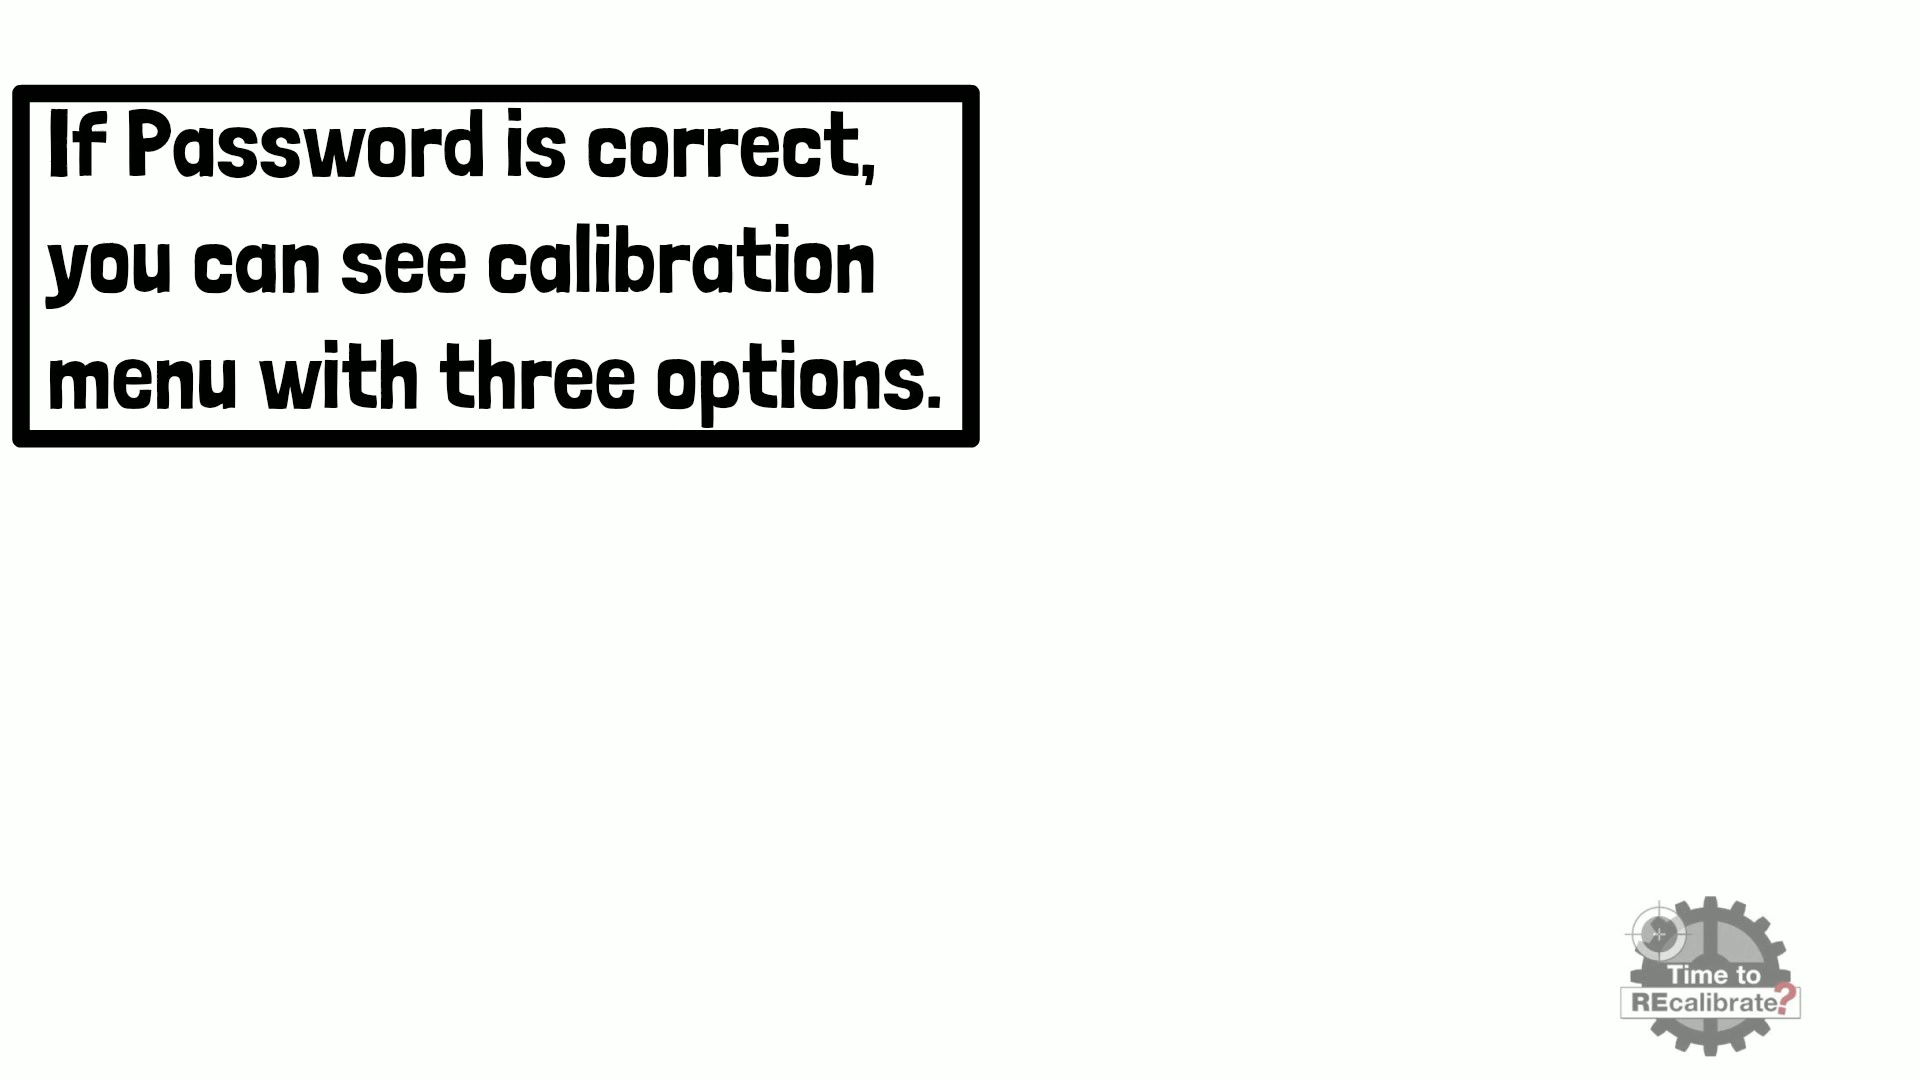 If Password is correct,
you can see calibration
menu with three options.
Time to
REcalibrate?